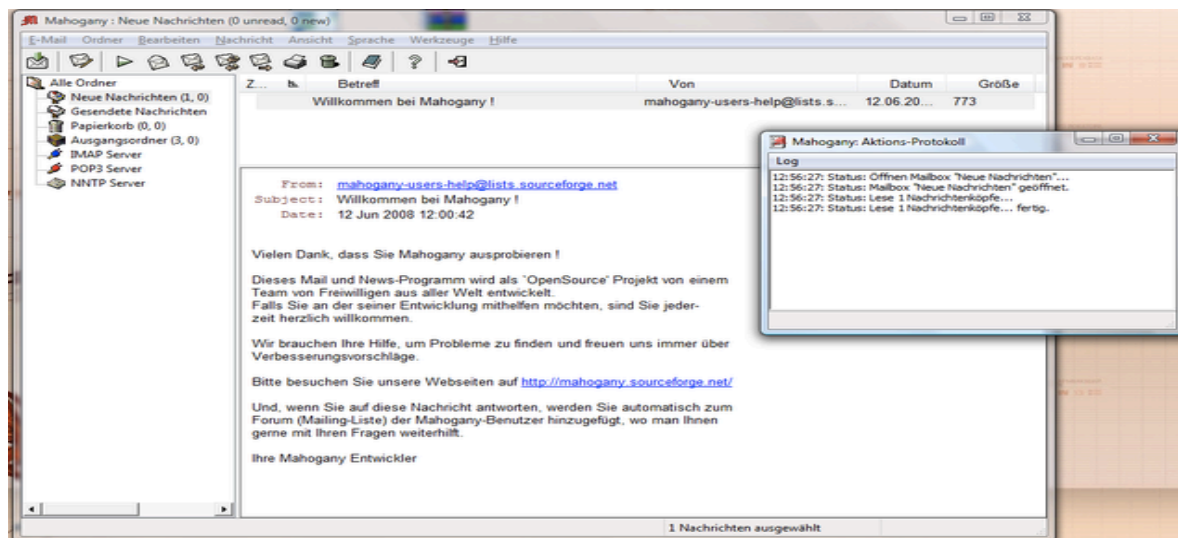 Mahogany : Neue Nachrichten (0 unread, 0 new)
E-Mail Ordner Bearbeiten Nachricht Ansicht Sprache Werkzeuge Hilfe
Alle Ordner
Neue Nachrichten (1, 0)
Gesendete Nachrichten
Papierkorb (0, 0)
Ausgangsordner (3, 0)
IMAP Server
POP3 Server
NNTP Server
Z... Betreff Von Datum Größe
Willkommen bei Mahogany ! mahogany-users-help@lists.s... 12.06.20... 773
From: mahogany-users-help@lists.sourceforge.net
Subject: Willkommen bei Mahogany !
Date: 12 Jun 2008 12:00:42
Vielen Dank, dass Sie Mahogany ausprobieren !
Dieses Mail und News-Programm wird als "OpenSource" Projekt von einem
Team von Freiwilligen aus aller Welt entwickelt.
Falls Sie an der seiner Entwicklung mithelfen möchten, sind Sie jeder-
zeit herzlich willkommen.
Wir brauchen Ihre Hilfe, um Probleme zu finden und freuen uns immer über
Verbesserungsvorschläge.
Bitte besuchen Sie unsere Webseiten auf http://mahogany.sourceforge.net/
Und, wenn Sie auf diese Nachricht antworten, werden Sie automatisch zum
Forum (Mailing-Liste) der Mahogany-Benutzer hinzugefügt, wo man Ihnen
gerne mit Ihren Fragen weiterhilft.
Ihre Mahogany Entwickler
1 Nachrichten ausgewählt
Mahogany: Aktions-Protokoll
Log
12:56:27: Status: Öffnen Mailbox "Neue Nachrichten"...
12:56:27: Status: Mailbox "Neue Nachrichten" geöffnet.
12:56:27: Status: Lese 1 Nachrichtenköpfe...
12:56:27: Status: Lese 1 Nachrichtenköpfe... fertig.